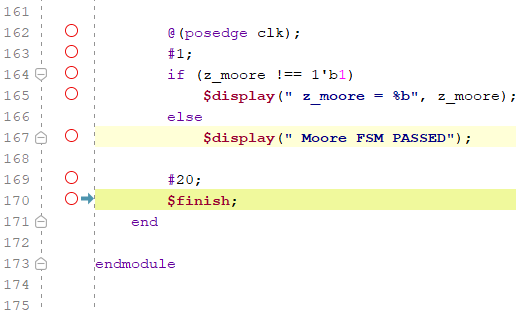 161
162 @(posedge clk);
163 #1;
164 if (z_moore !== 1'b1)
165 $display(" z_moore = %b", z_moore);
166 else
167 $display(" Moore FSM PASSED");
168
169 #20;
170 $finish;
171 end
172
173 endmodule
174
175